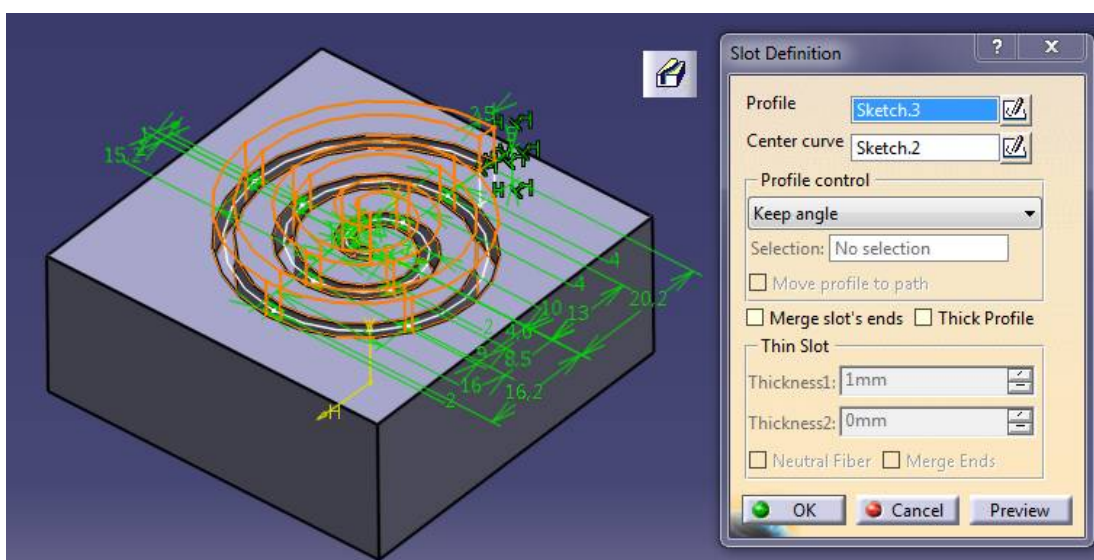 Slot Definition
?
X
Profile
Sketch.3
Center curve
Sketch.2
Profile control
Keep angle
Selection:
No selection
Move profile to path
Merge slot's ends
Thick Profile
Thin Slot
Thickness1:
1mm
Thickness2:
0mm
Neutral Fiber
Merge Ends
OK
Cancel
Preview
15,2
H
4
4
20,2
10
13
2
4,6
9
8,5
16
16,2
2
H